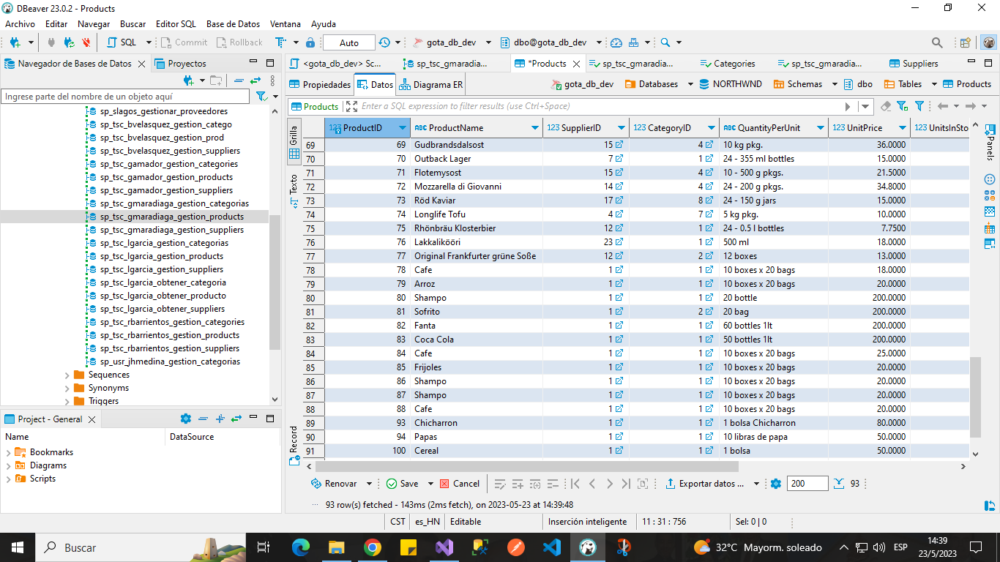 DBeaver 23.0.2 - Products
Archivo Editar Navegar Buscar Editor SQL Base de Datos Ventana Ayuda
SQL Commit Rollback Auto gota_db_dev dbo@gota_db_dev
Navegador de Bases de Datos Proyectos
<gota_db_dev> Sc... sp_tsc_gmaradia... *Products sp_tsc_gmaradia... Categories sp_tsc_gmaradia... Suppliers
Propiedades Datos Diagrama ER gota_db_dev Databases NORTHWND Schemas dbo Tables Products
Ingrese parte del nombre de un objeto aquí
Products Enter a SQL expression to filter results (use Ctrl+Space)
sp_slagos_gestionar_proveedores
sp_tsc_bvelasquez_gestion_catego
sp_tsc_bvelasquez_gestion_prod
sp_tsc_bvelasquez_gestion_suppliers
sp_tsc_gamador_gestion_categories
sp_tsc_gamador_gestion_products
sp_tsc_gamador_gestion_suppliers
sp_tsc_gmaradiaga_gestion_categorias
sp_tsc_gmaradiaga_gestion_products
sp_tsc_gmaradiaga_gestion_suppliers
sp_tsc_lgarcia_gestion_categorias
sp_tsc_lgarcia_gestion_products
sp_tsc_lgarcia_gestion_suppliers
sp_tsc_lgarcia_obtener_categoria
sp_tsc_lgarcia_obtener_producto
sp_tsc_lgarcia_obtener_suppliers
sp_tsc_rbarrientos_gestion_categories
sp_tsc_rbarrientos_gestion_products
sp_tsc_rbarrientos_gestion_suppliers
sp_usr_jhmedina_gestion_categorias
Sequences
Synonyms
Triggers
Project - General
Name DataSource
Bookmarks
Diagrams
Scripts
Grilla
Texto
Record
Panels
123 ProductID ABC ProductName 123 SupplierID 123 CategoryID ABC QuantityPerUnit 123 UnitPrice 123 UnitsInSto
69 69 Gudbrandsdalsost 15 4 10 kg pkg. 36.0000
70 70 Outback Lager 7 1 24 - 355 ml bottles 15.0000
71 71 Flotemysost 15 4 10 - 500 g pkgs. 21.5000
72 72 Mozzarella di Giovanni 14 4 24 - 200 g pkgs. 34.8000
73 73 Röd Kaviar 17 8 24 - 150 g jars 15.0000
74 74 Longlife Tofu 4 7 5 kg pkg. 10.0000
75 75 Rhönbräu Klosterbier 12 1 24 - 0.5 l bottles 7.7500
76 76 Lakkalikööri 23 1 500 ml 18.0000
77 77 Original Frankfurter grüne Soße 12 2 12 boxes 13.0000
78 78 Cafe 1 1 10 boxes x 20 bags 18.0000
79 79 Arroz 1 1 10 boxes x 20 bags 20.0000
80 80 Shampo 1 1 20 bottle 200.0000
81 81 Sofrito 1 2 20 bag 200.0000
82 82 Fanta 1 1 60 bottles 1lt 200.0000
83 83 Coca Cola 1 1 50 bottles 1lt 200.0000
84 84 Cafe 1 1 10 boxes x 20 bags 25.0000
85 85 Frijoles 1 1 10 boxes x 20 bags 20.0000
86 86 Shampo 1 1 10 boxes x 20 bags 20.0000
87 87 Shampo 1 1 10 boxes x 20 bags 20.0000
88 88 Cafe 1 1 10 boxes x 20 bags 20.0000
89 93 Chicharron 1 1 1 bolsa Chicharron 80.0000
90 94 Papas 1 1 10 libras de papa 50.0000
91 100 Cereal 1 1 1 bolsa 50.0000
Renovar Save Cancel Exportar datos ... 200 93
93 row(s) fetched - 143ms (2ms fetch), on 2023-05-23 at 14:39:48
CST es_HN Editable Inserción inteligente 11 : 31 : 756 Sel: 0 | 0
Buscar 32°C Mayorm. soleado ESP 14:39
23/5/2023